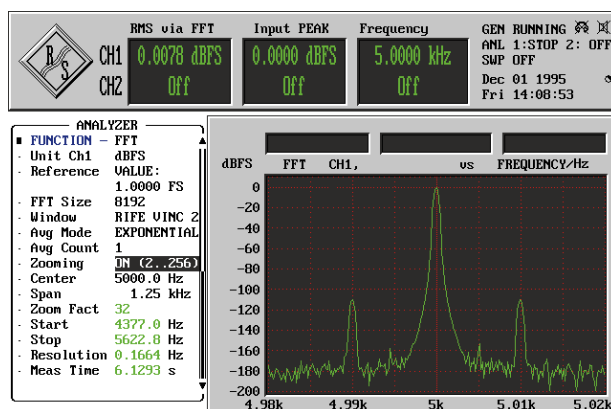 RMS via FFT Input PEAK Frequency
CH1 0.0078 dBFS 0.0000 dBFS 5.0000 kHz
CH2 Off Off Off
R S
GEN RUNNING
ANL 1:STOP 2: OFF
SWP OFF
Dec 01 1995
Fri 14:08:53
ANALYZER
FUNCTION - FFT
Unit Ch1 dBFS
Reference VALUE:
1.0000 FS
FFT Size 8192
Window RIFE VINC 2
Avg Mode EXPONENTIAL
Avg Count 1
Zooming ON (2..256)
Center 5000.0 Hz
Span 1.25 kHz
Zoom Fact 32
Start 4377.0 Hz
Stop 5622.8 Hz
Resolution 0.1664 Hz
Meas Time 6.1293 s
dBFS FFT CH1, vs FREQUENCY/Hz
0
-20
-40
-60
-80
-100
-120
-140
-160
-180
-200
4.98k 4.99k 5k 5.01k 5.02k